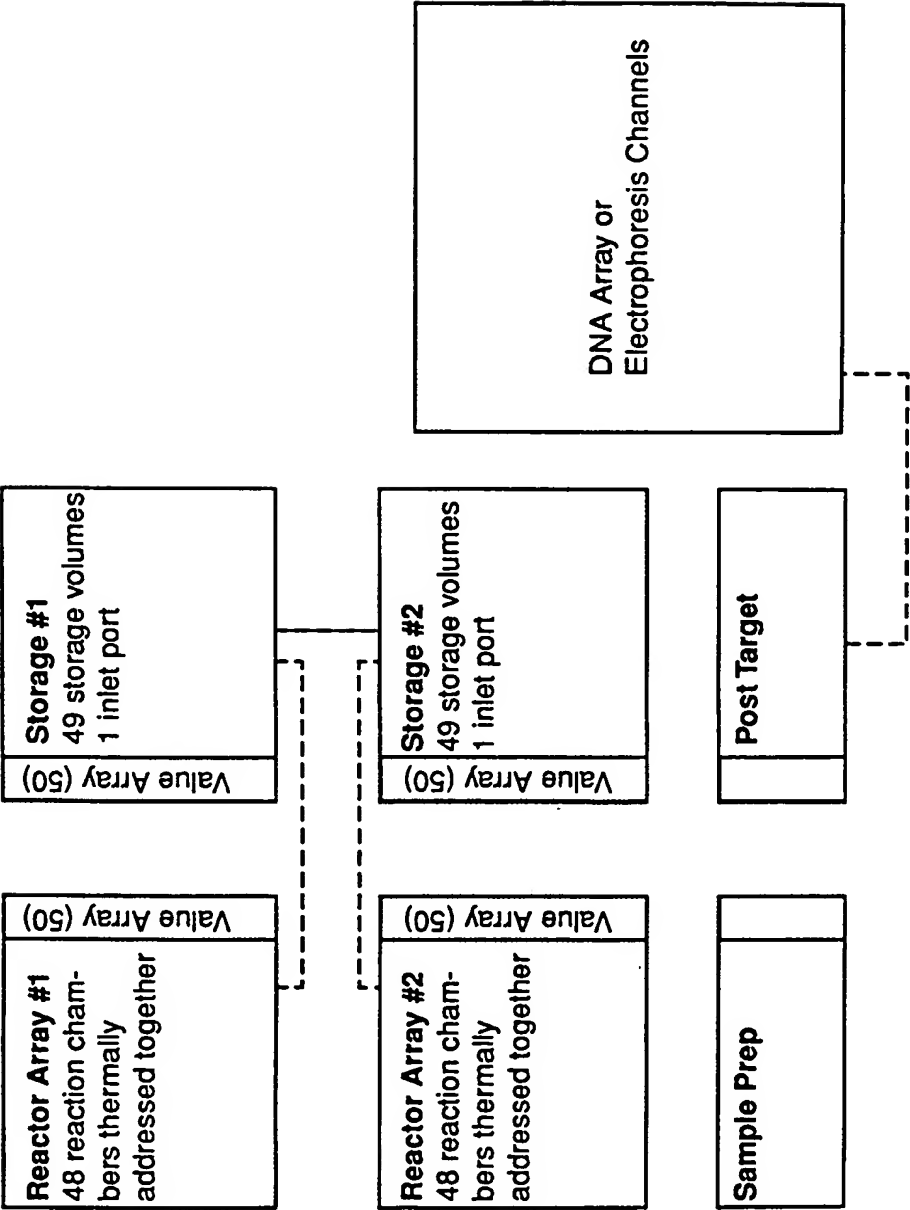 Reactor Array #1
48 reaction cham-
bers thermally
addressed together
Value Array (50)
Value Array (50)
Storage #1
49 storage volumes
1 inlet port
Reactor Array #2
48 reaction cham-
bers thermally
addressed together
Value Array (50)
Value Array (50)
Storage #2
49 storage volumes
1 inlet port
Sample Prep
Post Target
DNA Array or
Electrophoresis Channels